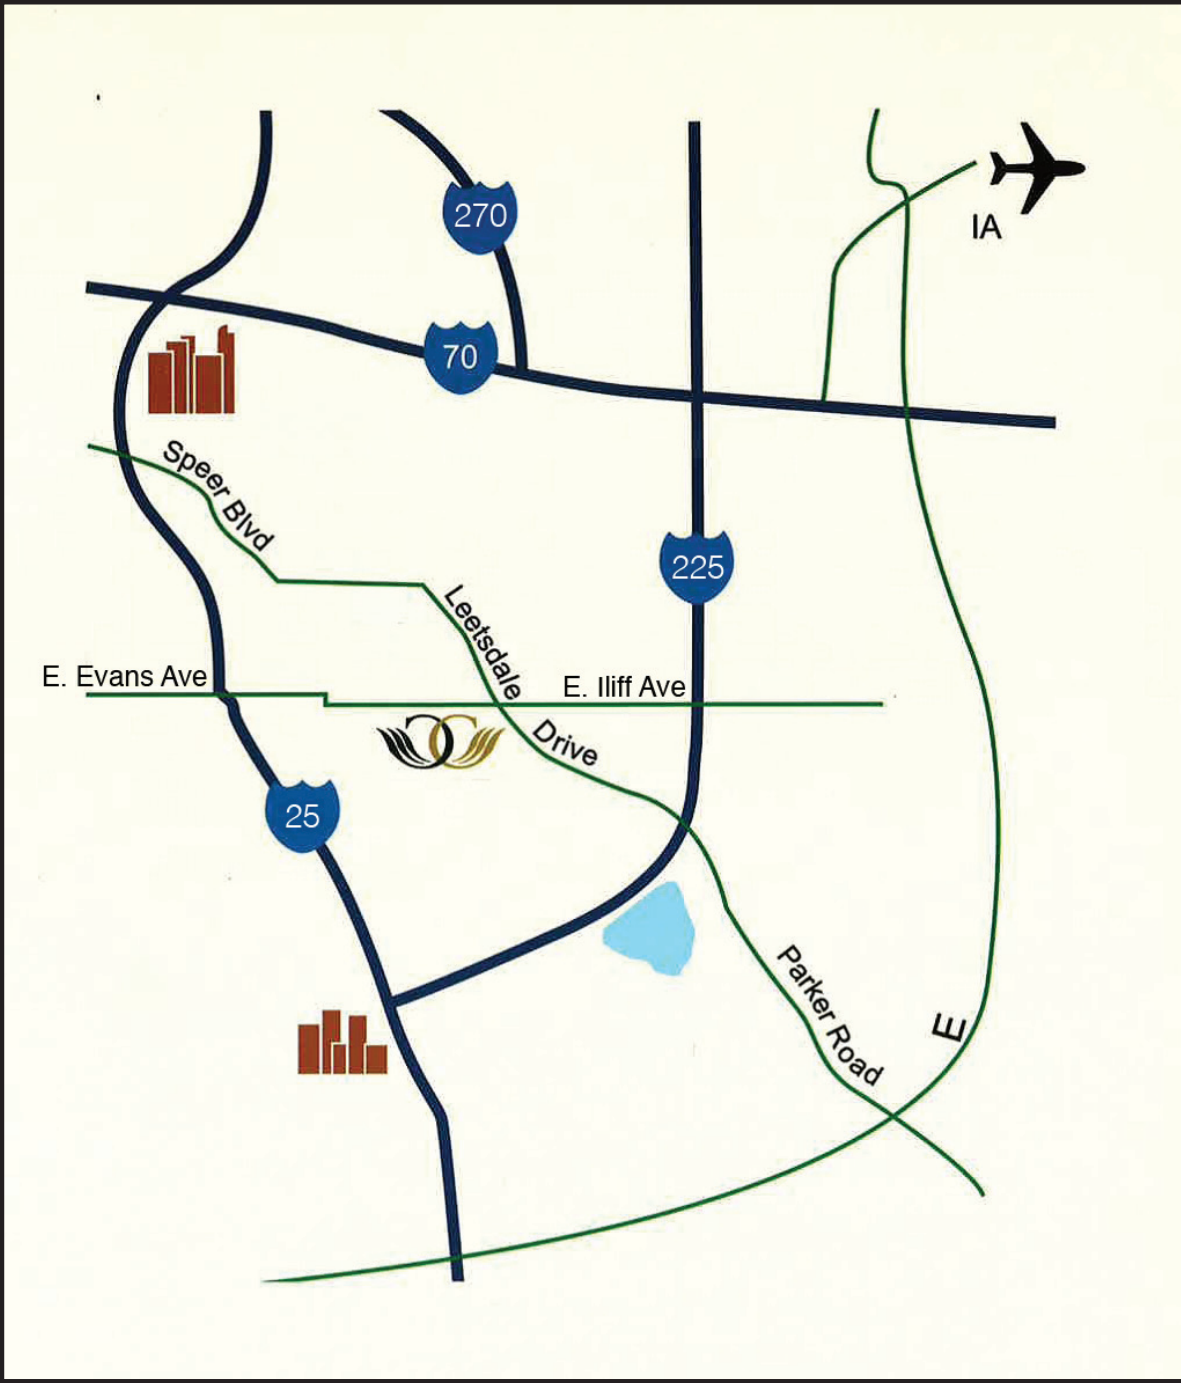 270
IA
70
Speer Blvd
225
Leetsdale
Drive
E. Evans Ave
E. Iliff Ave
25
Parker Road
E